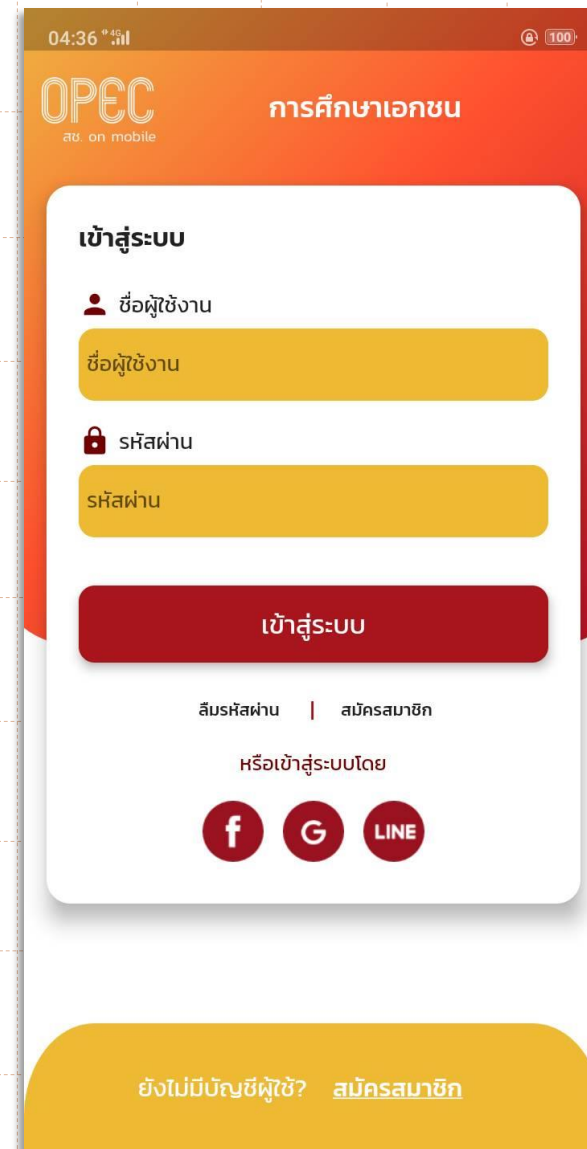 04:36 4G 100
OPEC
สช. on mobile
การศึกษาเอกชน
เข้าสู่ระบบ
ชื่อผู้ใช้งาน
ชื่อผู้ใช้งาน
รหัสผ่าน
รหัสผ่าน
เข้าสู่ระบบ
ลืมรหัสผ่าน | สมัครสมาชิก
หรือเข้าสู่ระบบโดย
f G LINE
ยังไม่มีบัญชีผู้ใช้? สมัครสมาชิก